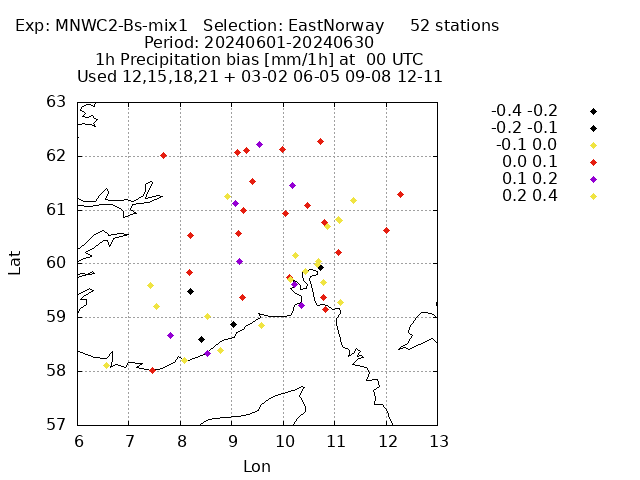 Exp: MNWC2-Bs-mix1   Selection: EastNorway     52 stations
Period: 20240601-20240630
1h Precipitation bias [mm/1h] at  00 UTC
Used 12,15,18,21 + 03-02 06-05 09-08 12-11
63
62
61
60
59
58
57
Lat
6 7 8 9 10 11 12 13
Lon
-0.4 -0.2
-0.2 -0.1
-0.1 0.0
0.0 0.1
0.1 0.2
0.2 0.4